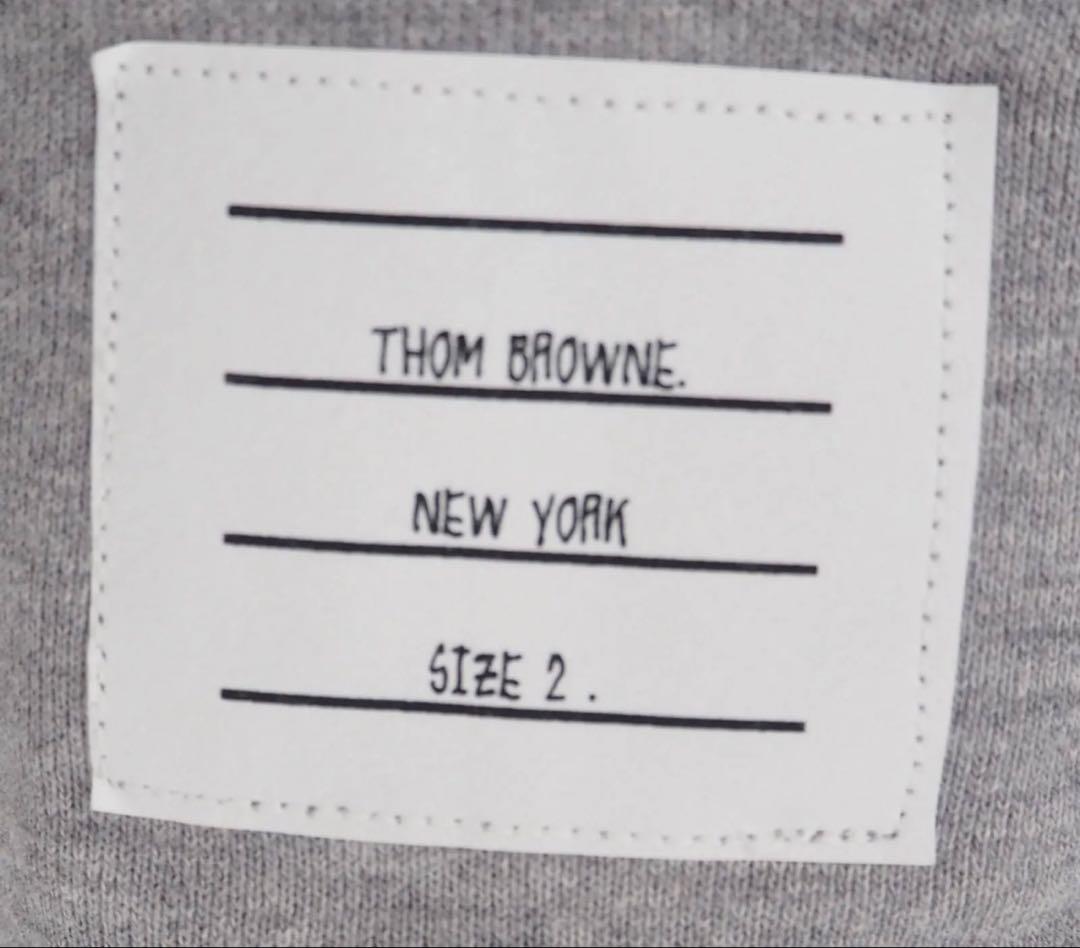 THOM BROWNE.
NEW YORK
SIZE 2 .